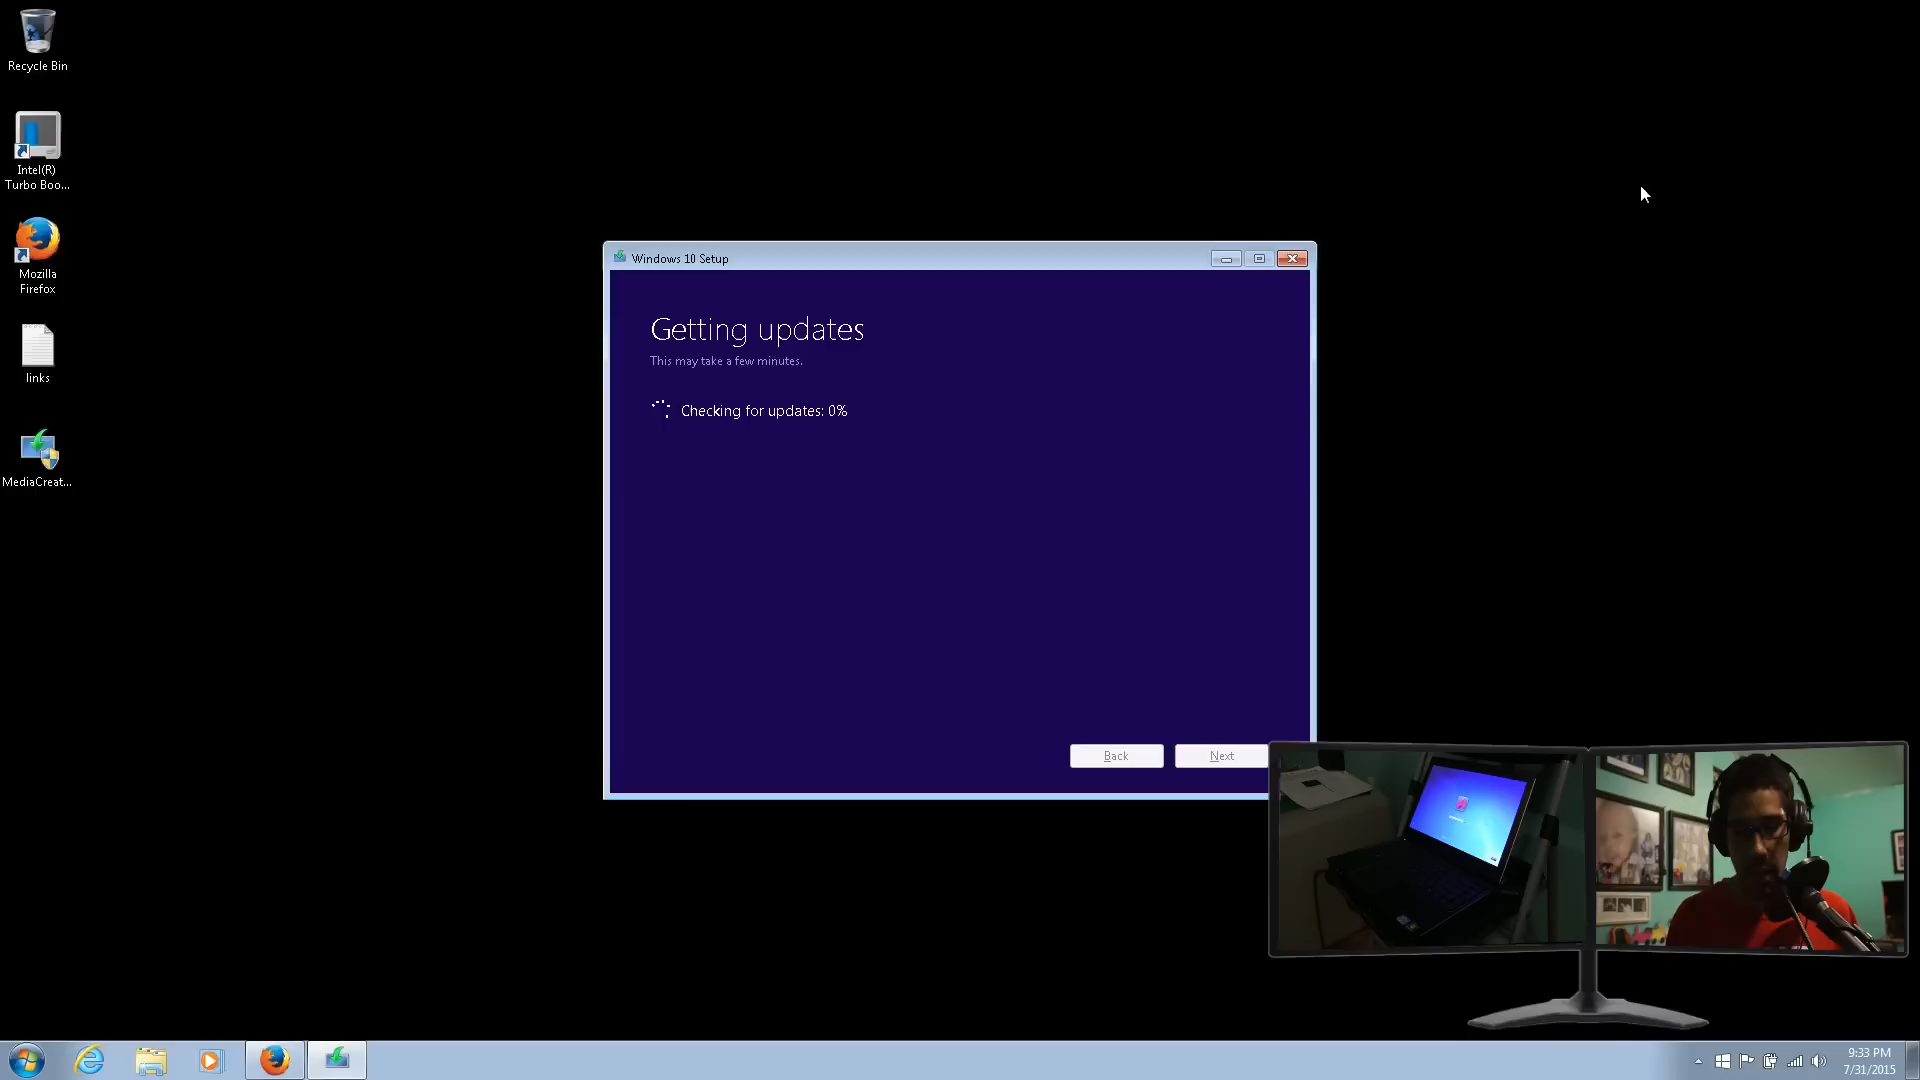 Recycle Bin
Intel(R)
Turbo Boo...
Mozilla
Firefox
links
MediaCreat...
Windows 10 Setup
Getting updates
This may take a few minutes.
Checking for updates: 0%
Back
Next
9:33 PM
7/31/2015